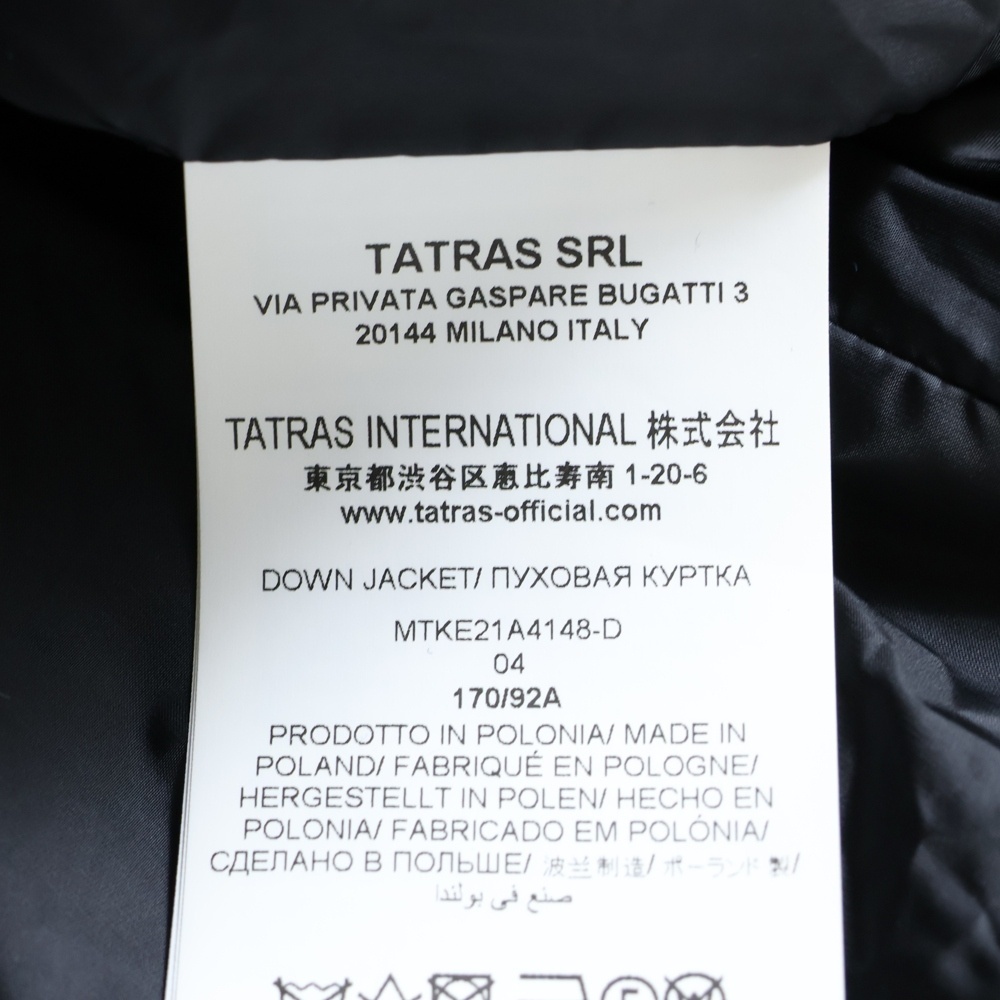 TATRAS SRL
VIA PRIVATA GASPARE BUGATTI 3
20144 MILANO ITALY
TATRAS INTERNATIONAL 株式会社
東京都渋谷区恵比寿南 1-20-6
www.tatras-official.com
DOWN JACKET/ ПУХОВАЯ КУРТКА
MTKE21A4148-D
04
170/92A
PRODOTTO IN POLONIA/ MADE IN
POLAND/ FABRIQUÉ EN POLOGNE/
HERGESTELLT IN POLEN/ HECHO EN
POLONIA/ FABRICADO EM POLÓNIA/
СДЕЛАНО В ПОЛЬШЕ/ 波兰制造/ ポーランド 製/
صنع في بولندا